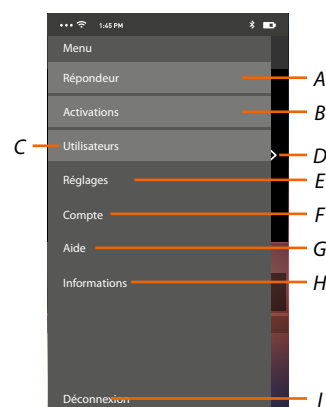 1:45 PM
Menu
Répondeur
A
Activations
B
C
Utilisateurs
D
Réglages
E
Compte
F
Aide
G
Informations
H
Déconnexion
I